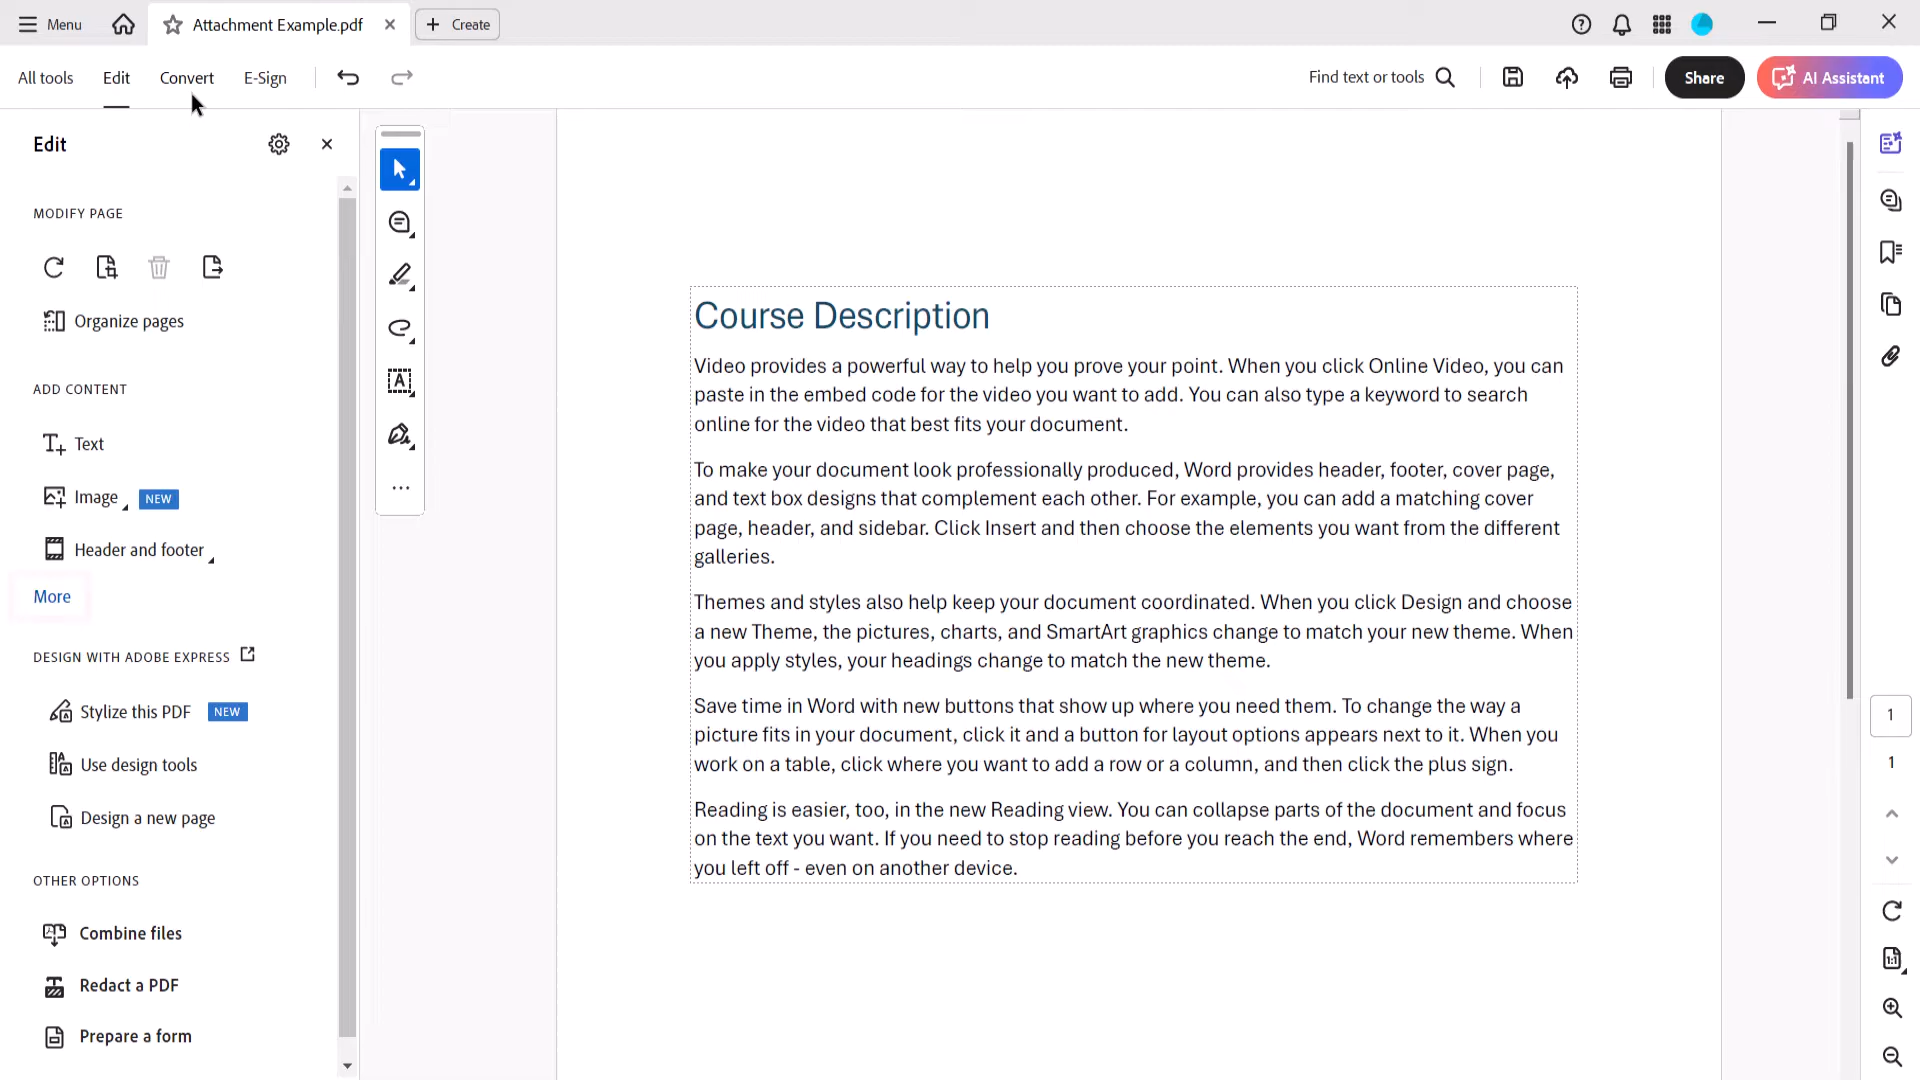 Menu
Attachment Example.pdf
Create
All tools
Edit
Convert
E-Sign
Find text or tools
Share
AI Assistant
Edit
MODIFY PAGE
Organize pages
ADD CONTENT
Text
Image NEW
Header and footer
More
DESIGN WITH ADOBE EXPRESS
Stylize this PDF NEW
Use design tools
Design a new page
OTHER OPTIONS
Combine files
Redact a PDF
Prepare a form
Course Description
Video provides a powerful way to help you prove your point. When you click Online Video, you can
paste in the embed code for the video you want to add. You can also type a keyword to search
online for the video that best fits your document.
To make your document look professionally produced, Word provides header, footer, cover page,
and text box designs that complement each other. For example, you can add a matching cover
page, header, and sidebar. Click Insert and then choose the elements you want from the different
galleries.
Themes and styles also help keep your document coordinated. When you click Design and choose
a new Theme, the pictures, charts, and SmartArt graphics change to match your new theme. When
you apply styles, your headings change to match the new theme.
Save time in Word with new buttons that show up where you need them. To change the way a
picture fits in your document, click it and a button for layout options appears next to it. When you
work on a table, click where you want to add a row or a column, and then click the plus sign.
Reading is easier, too, in the new Reading view. You can collapse parts of the document and focus
on the text you want. If you need to stop reading before you reach the end, Word remembers where
you left off - even on another device.
1
1
1:1